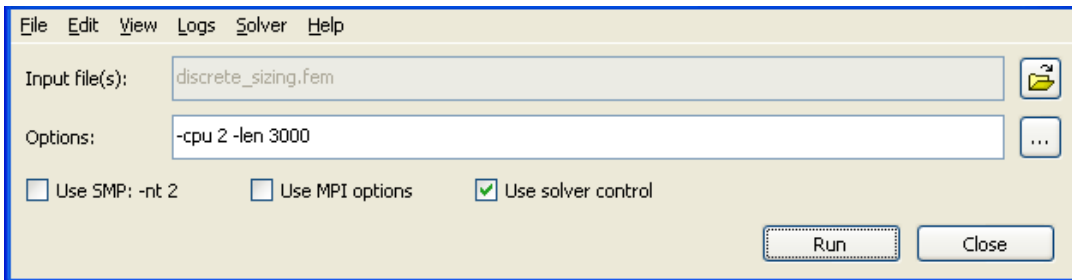 File Edit View Logs Solver Help
Input file(s): discrete_sizing.fem
Options: -cpu 2 -len 3000 ...
Use SMP: -nt 2 Use MPI options Use solver control
Run Close